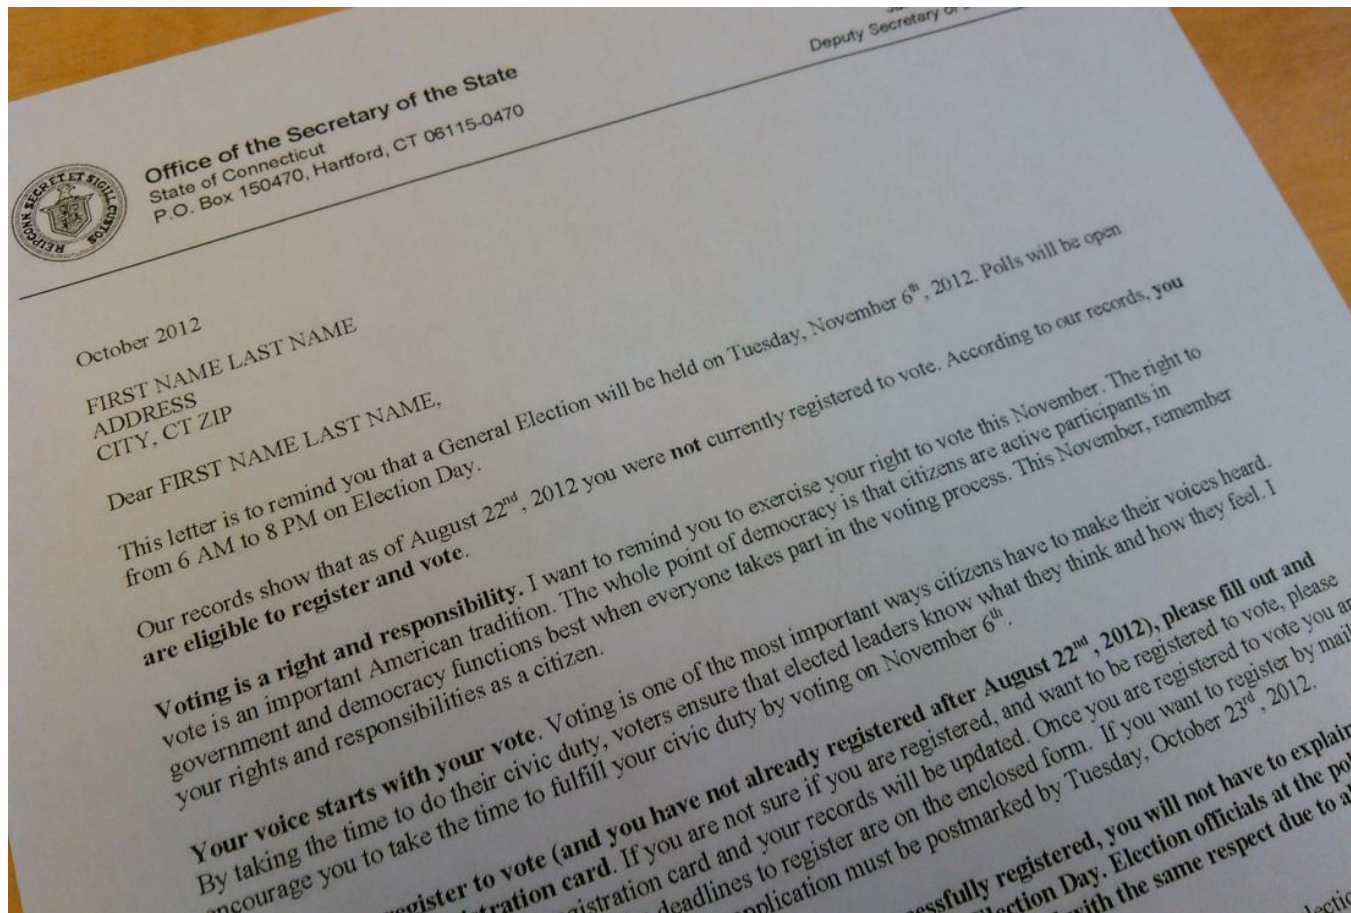 Deputy Secretary of
Office of the Secretary of the State
State of Connecticut
P.O. Box 150470, Hartford, CT 06115-0470
REIPCONN. SECRET ET SIGILL CUSTOS
October 2012
FIRST NAME LAST NAME
ADDRESS
CITY, CT ZIP
Dear FIRST NAME LAST NAME,
This letter is to remind you that a General Election will be held on Tuesday, November 6th, 2012. Polls will be open
from 6 AM to 8 PM on Election Day.
Our records show that as of August 22nd, 2012 you were not currently registered to vote. According to our records, you
are eligible to register and vote.
Voting is a right and responsibility. I want to remind you to exercise your right to vote this November. The right to
vote is an important American tradition. The whole point of democracy is that citizens are active participants in
government and democracy functions best when everyone takes part in the voting process. This November, remember
your rights and responsibilities as a citizen.
Your voice starts with your vote. Voting is one of the most important ways citizens have to make their voices heard.
By taking the time to do their civic duty, voters ensure that elected leaders know what they think and how they feel. I
encourage you to take the time to fulfill your civic duty by voting on November 6th.
register to vote (and you have not already registered after August 22nd, 2012), please fill out and
card. If you are not sure if you are registered, and want to be registered to vote, please
card and your records will be updated. Once you are registered to vote you
deadlines to register are on the enclosed form. If you want to register by mail
must be postmarked by Tuesday, October 23rd, 2012.
registered, you will not have to explain
Day. Election officials at the
with the same respect due to